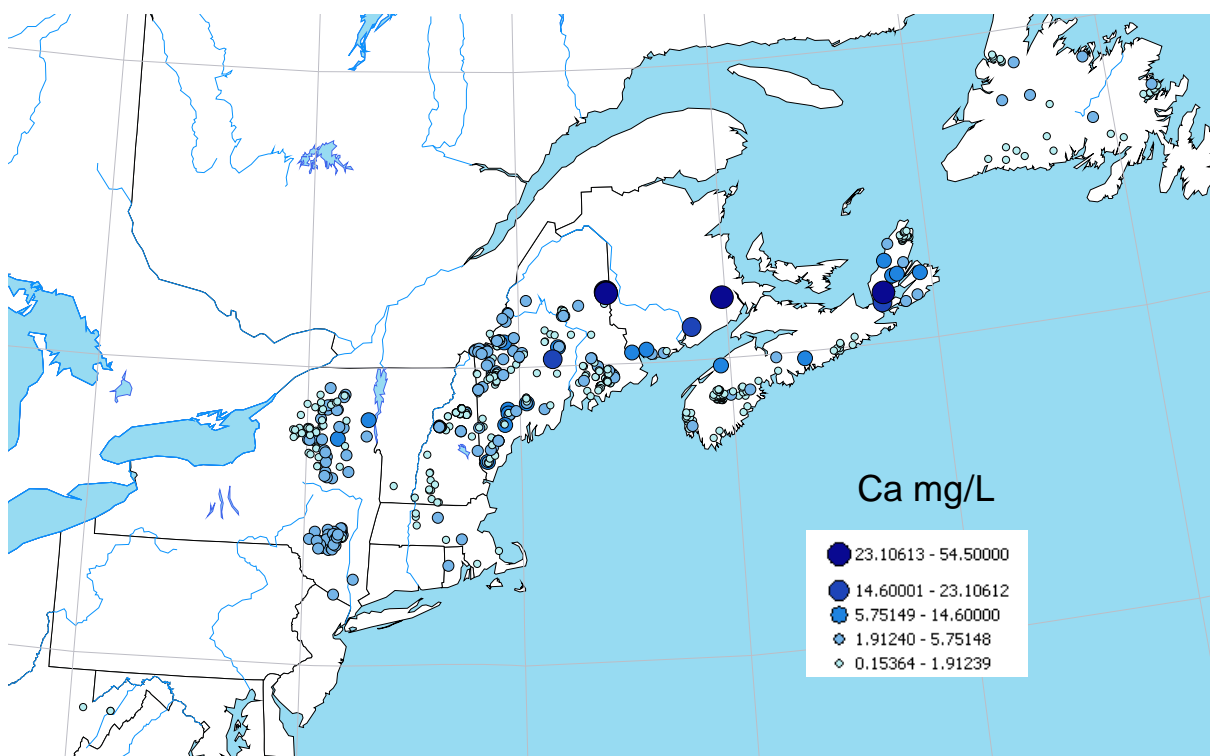 Ca mg/L
23.10613 - 54.50000
14.60001 - 23.10612
5.75149 - 14.60000
1.91240 - 5.75148
0.15364 - 1.91239